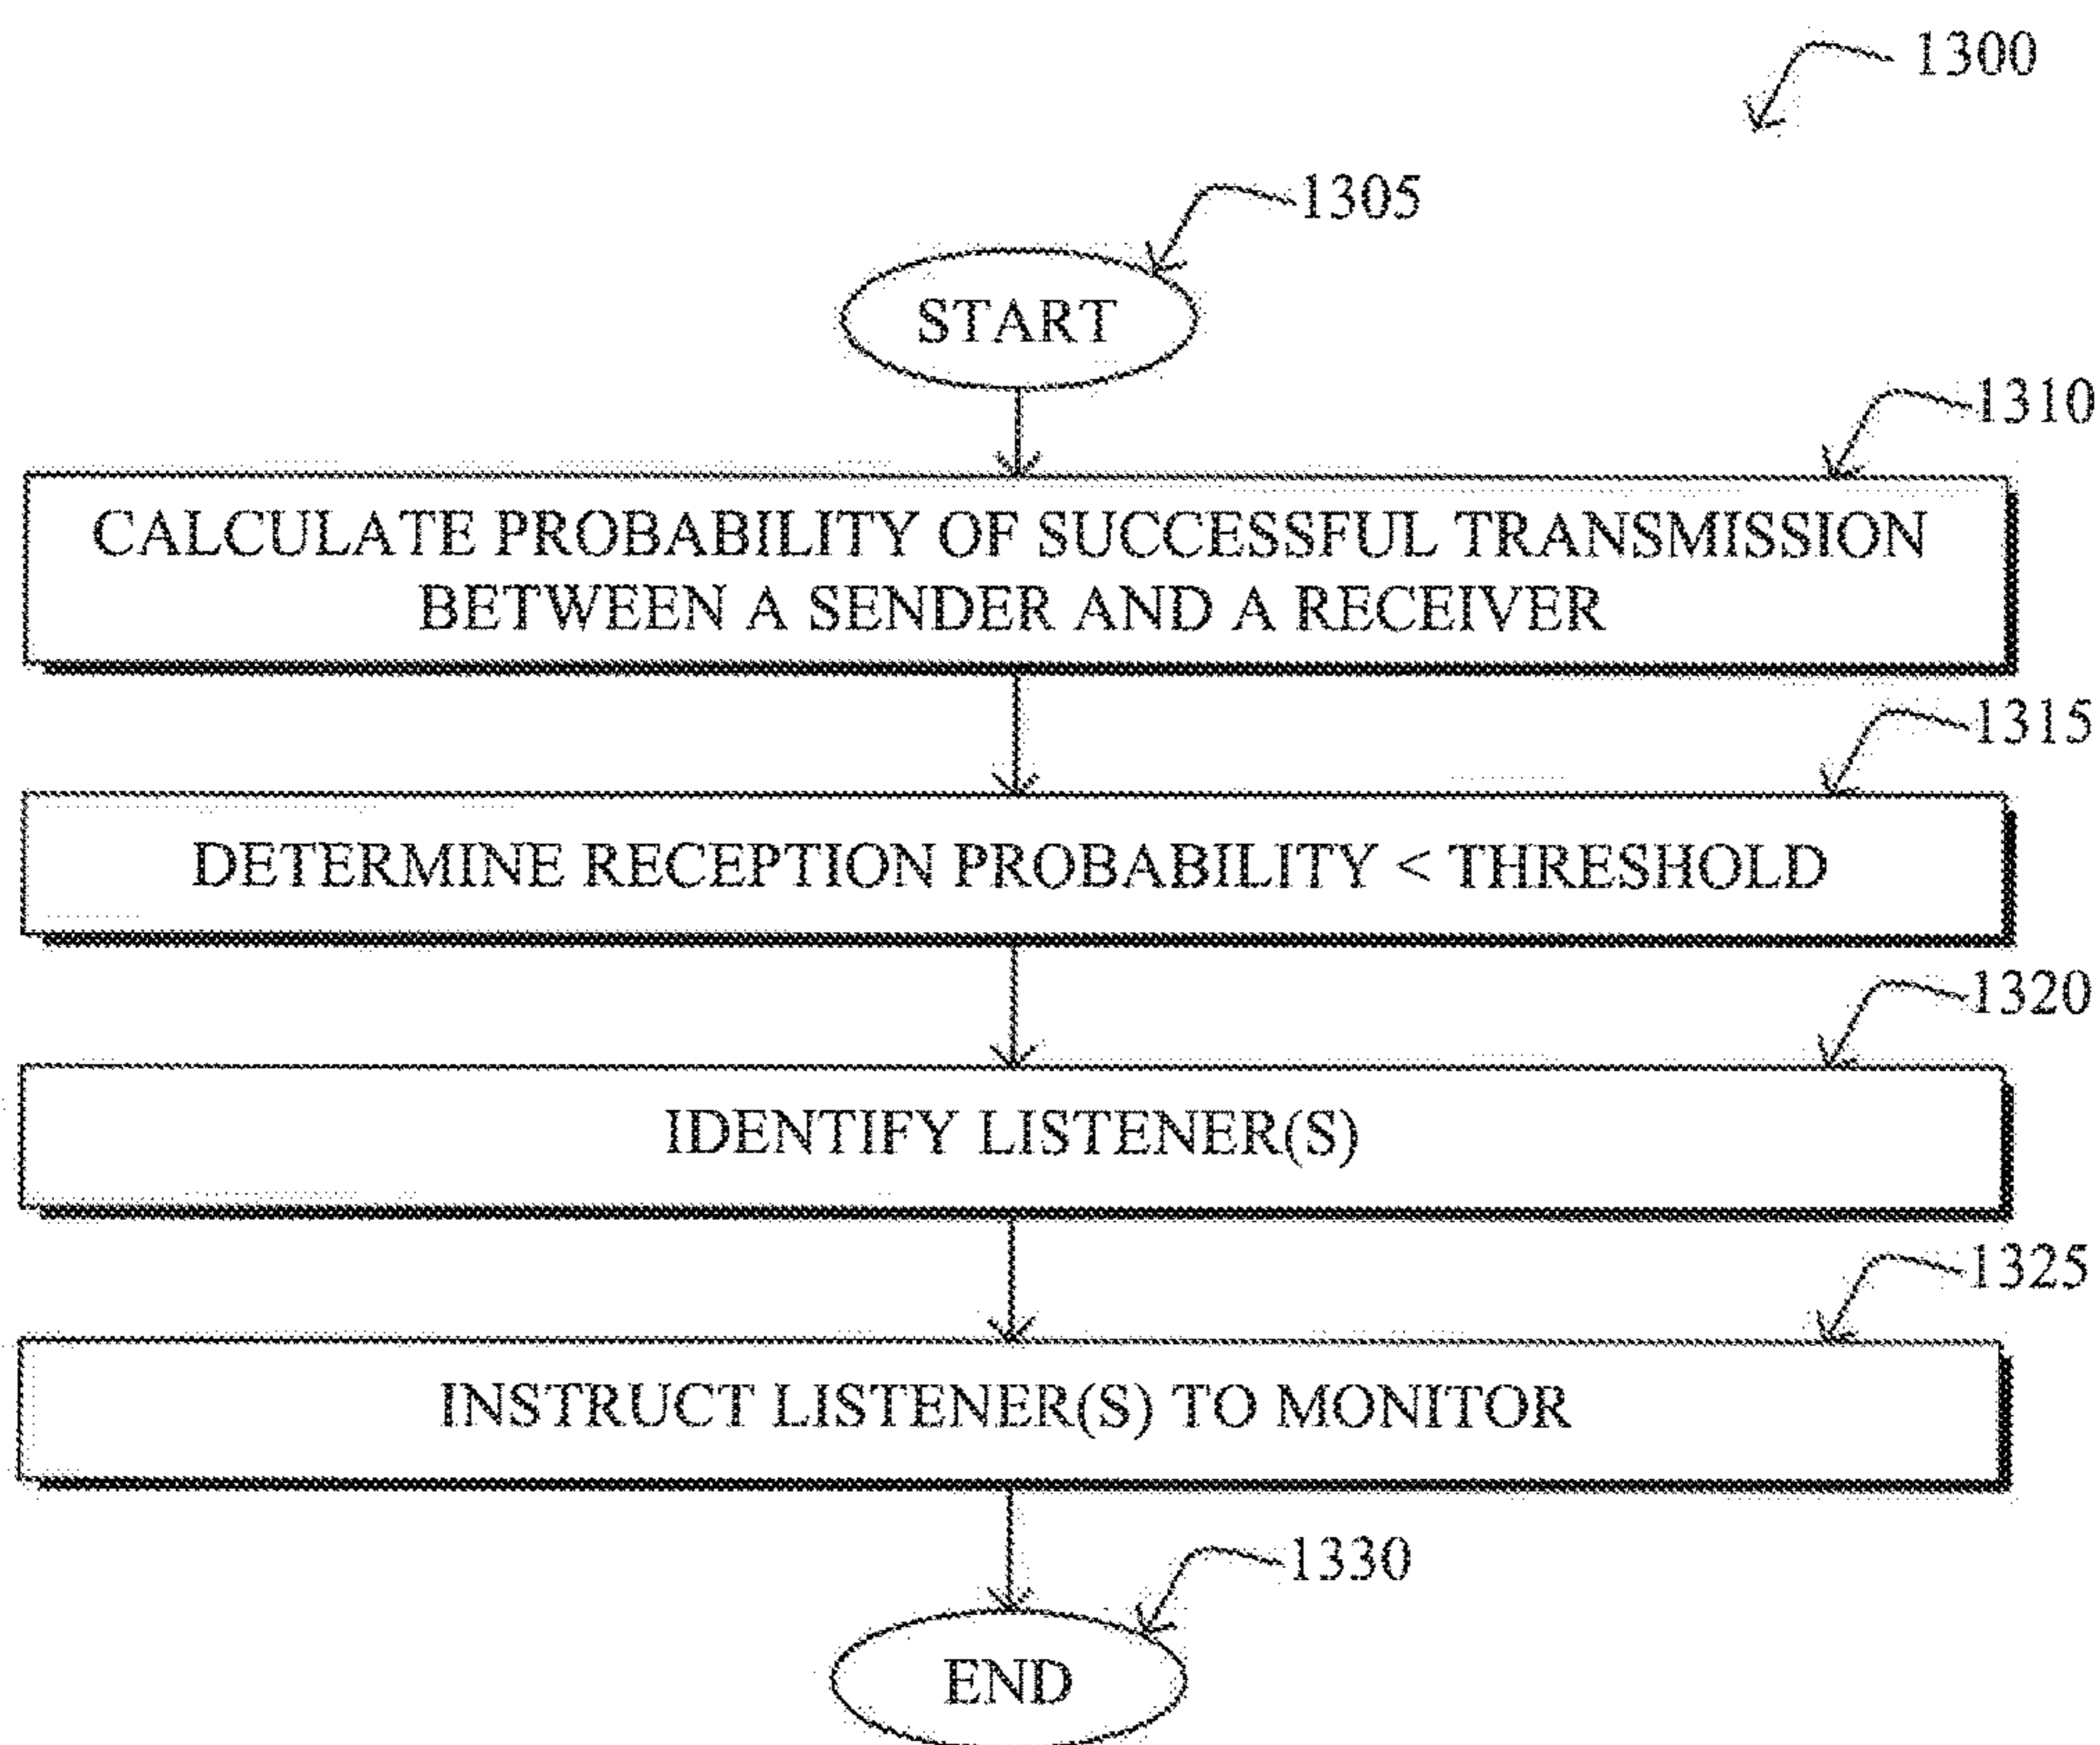 1300
1305
START
1310
CALCULATE PROBABILITY OF SUCCESSFUL TRANSMISSION
BETWEEN A SENDER AND A RECEIVER
1315
DETERMINE RECEPTION PROBABILITY < THRESHOLD
1320
IDENTIFY LISTENER(S)
1325
INSTRUCT LISTENER(S) TO MONITOR
1330
END